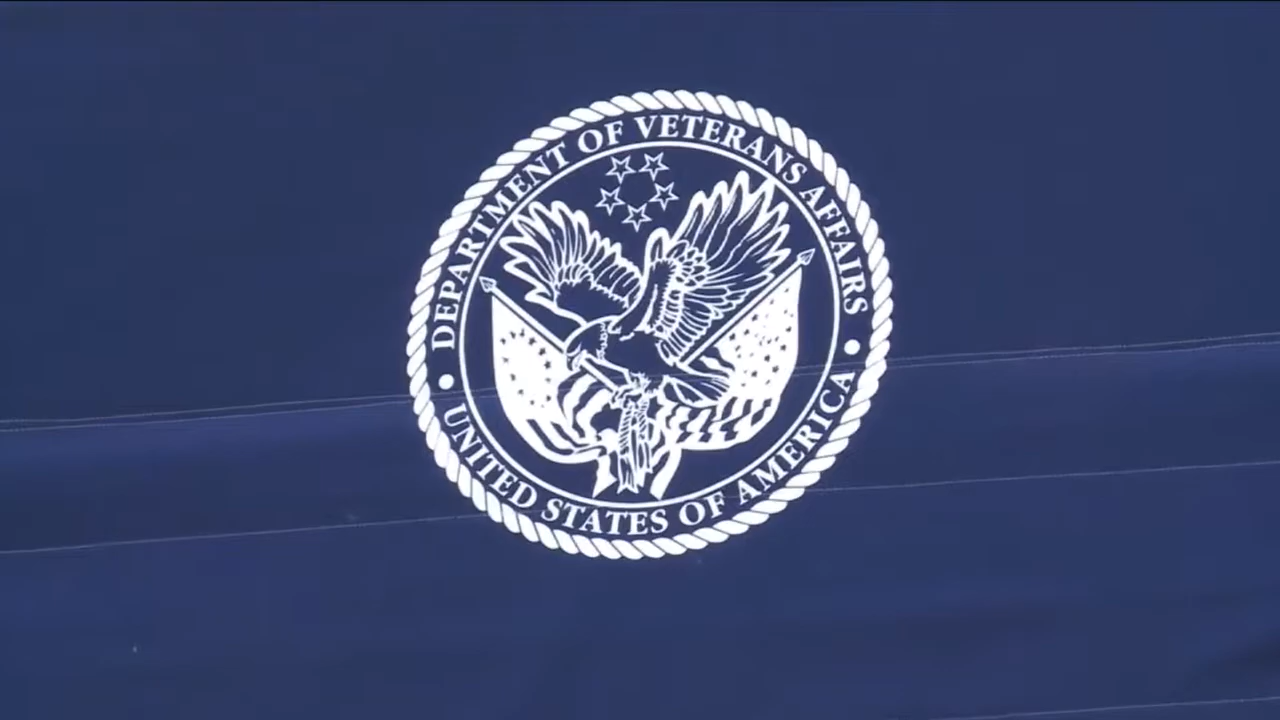 DEPARTMENT OF VETERANS AFFAIRS
UNITED STATES OF AMERICA